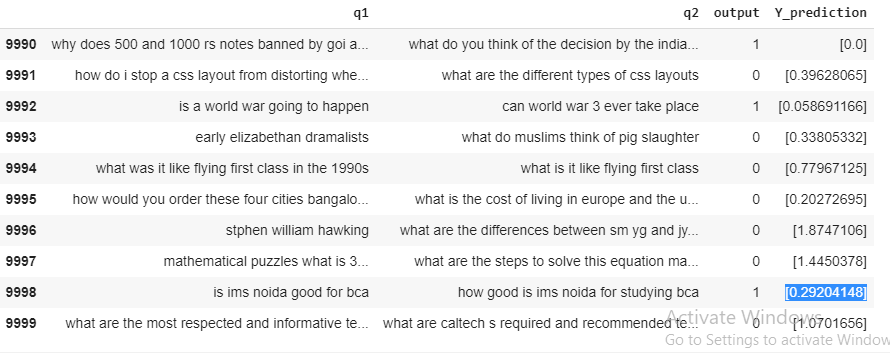 q1 q2 output Y_prediction
9990 why does 500 and 1000 rs notes banned by goi a... what do you think of the decision by the india... 1 [0.0]
9991 how do i stop a css layout from distorting whe... what are the different types of css layouts 0 [0.39628065]
9992 is a world war going to happen can world war 3 ever take place 1 [0.058691166]
9993 early elizabethan dramalists what do muslims think of pig slaughter 0 [0.33805332]
9994 what was it like flying first class in the 1990s what is it like flying first class 0 [0.77967125]
9995 how would you order these four cities bangalo... what is the cost of living in europe and the u... 0 [0.20272695]
9996 stphen william hawking what are the differences between sm yg and jy... 0 [1.8747106]
9997 mathematical puzzles what is 3... what are the steps to solve this equation ma... 0 [1.4450378]
9998 is ims noida good for bca how good is ims noida for studying bca 1 [0.29204148]
9999 what are the most respected and informative te... what are caltech s required and recommended te... 0 [1.0701656]
Activate Windows
Go to Settings to activate Window